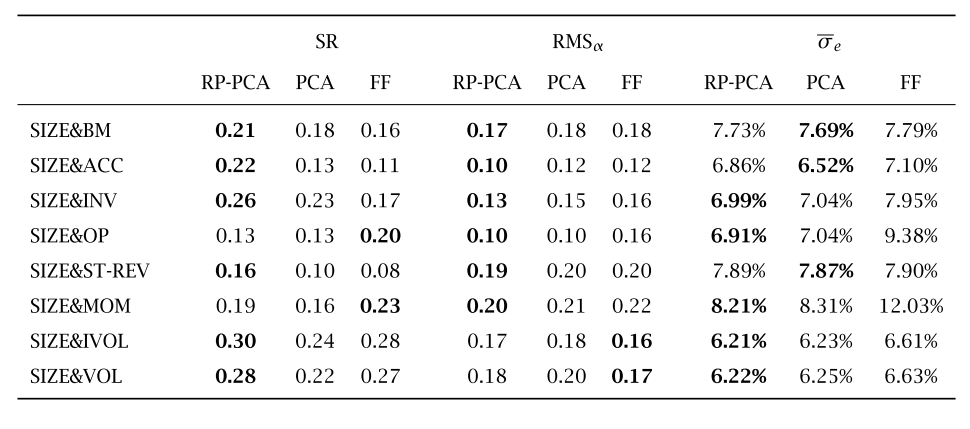 SR RMSα σ̅e
RP-PCA PCA FF RP-PCA PCA FF RP-PCA PCA FF
SIZE&BM 0.21 0.18 0.16 0.17 0.18 0.18 7.73% 7.69% 7.79%
SIZE&ACC 0.22 0.13 0.11 0.10 0.12 0.12 6.86% 6.52% 7.10%
SIZE&INV 0.26 0.23 0.17 0.13 0.15 0.16 6.99% 7.04% 7.95%
SIZE&OP 0.13 0.13 0.20 0.10 0.10 0.16 6.91% 7.04% 9.38%
SIZE&ST-REV 0.16 0.10 0.08 0.19 0.20 0.20 7.89% 7.87% 7.90%
SIZE&MOM 0.19 0.16 0.23 0.20 0.21 0.22 8.21% 8.31% 12.03%
SIZE&IVOL 0.30 0.24 0.28 0.17 0.18 0.16 6.21% 6.23% 6.61%
SIZE&VOL 0.28 0.22 0.27 0.18 0.20 0.17 6.22% 6.25% 6.63%